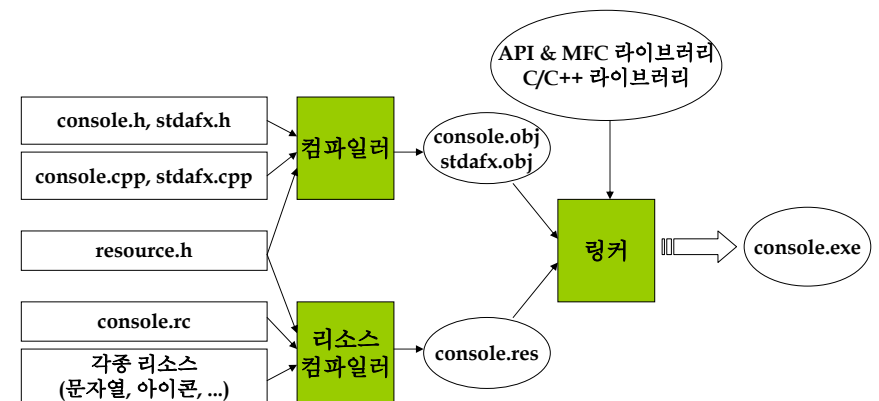 API & MFC 라이브러리
C/C++ 라이브러리
console.h, stdafx.h
console.cpp, stdafx.cpp
resource.h
console.rc
각종 리소스
(문자열, 아이콘, ...)
컴파일러
리소스
컴파일러
console.obj
stdafx.obj
console.res
링커
console.exe